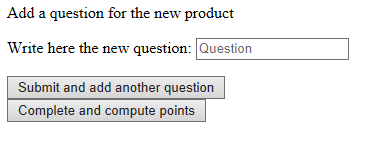 Add a question for the new product
Write here the new question: Question
Submit and add another question
Complete and compute points